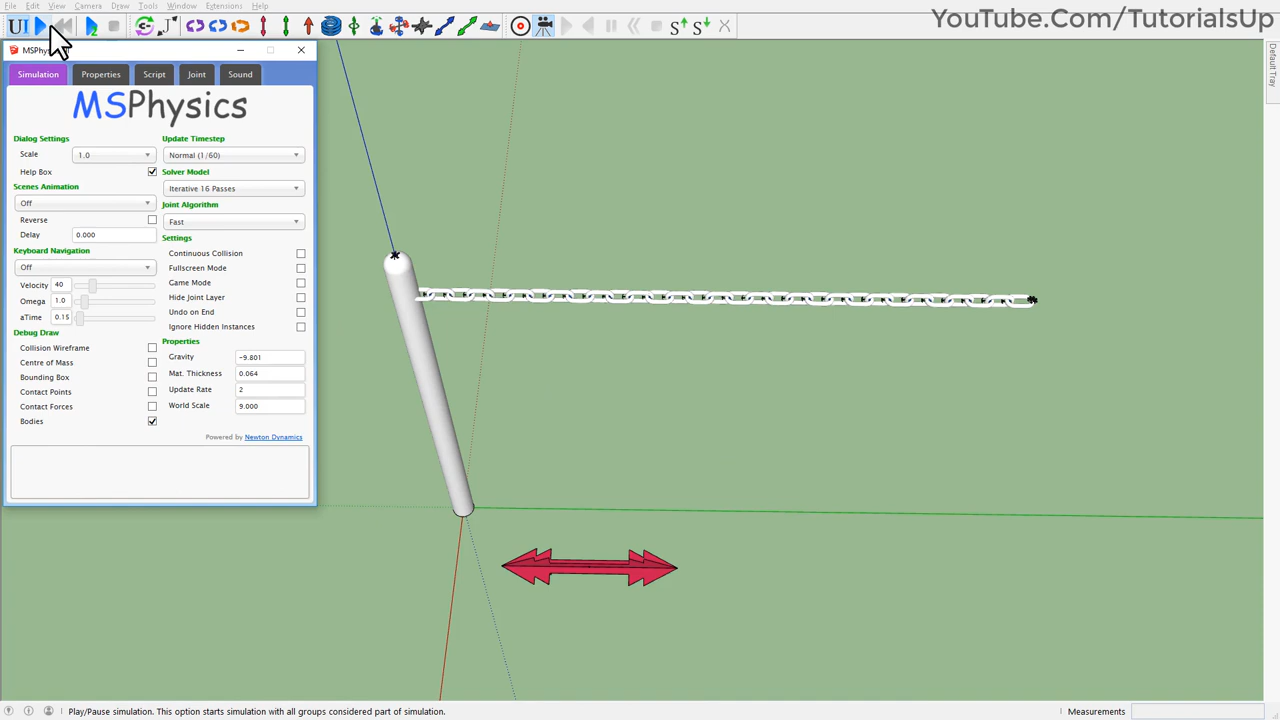 File Edit View Camera Draw Tools Window Extensions Help
YouTube.Com/TutorialsUp
UI
MSPhy
Simulation Properties Script Joint Sound
MSPhysics
Dialog Settings Update Timestep
Scale 1.0 Normal (1/60)
Help Box Solver Model
Scenes Animation Iterative 16 Passes
Off Joint Algorithm
Reverse Fast
Delay 0.000 Settings
Keyboard Navigation Continuous Collision
Off Fullscreen Mode
Velocity 40 Game Mode
Omega 1.0 Hide Joint Layer
aTime 0.15 Undo on End
Debug Draw Ignore Hidden Instances
Collision Wireframe Properties
Centre of Mass Gravity -9.801
Bounding Box Mat. Thickness 0.064
Contact Points Update Rate 2
Contact Forces World Scale 9.000
Bodies
Powered by Newton Dynamics
Default Tray
Play/Pause simulation. This option starts simulation with all groups considered part of simulation. Measurements